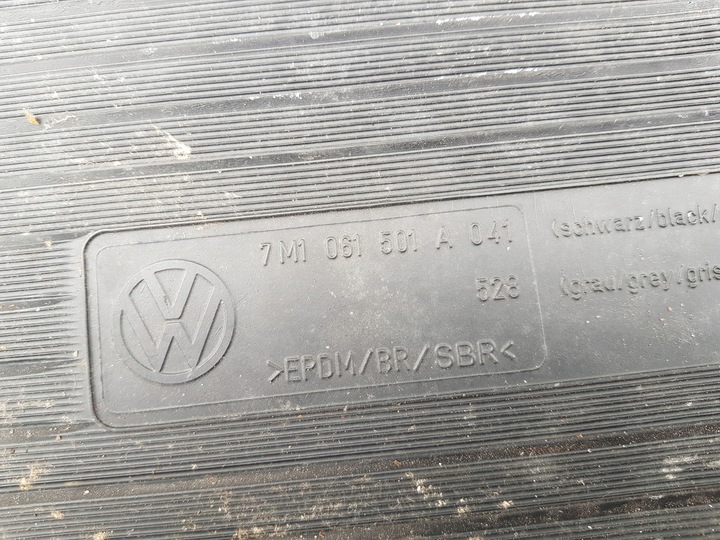 7M1 061 501 A 041 (schwarz/black/
528 (grau/grey/gris
>EPDM/BR/SBR<